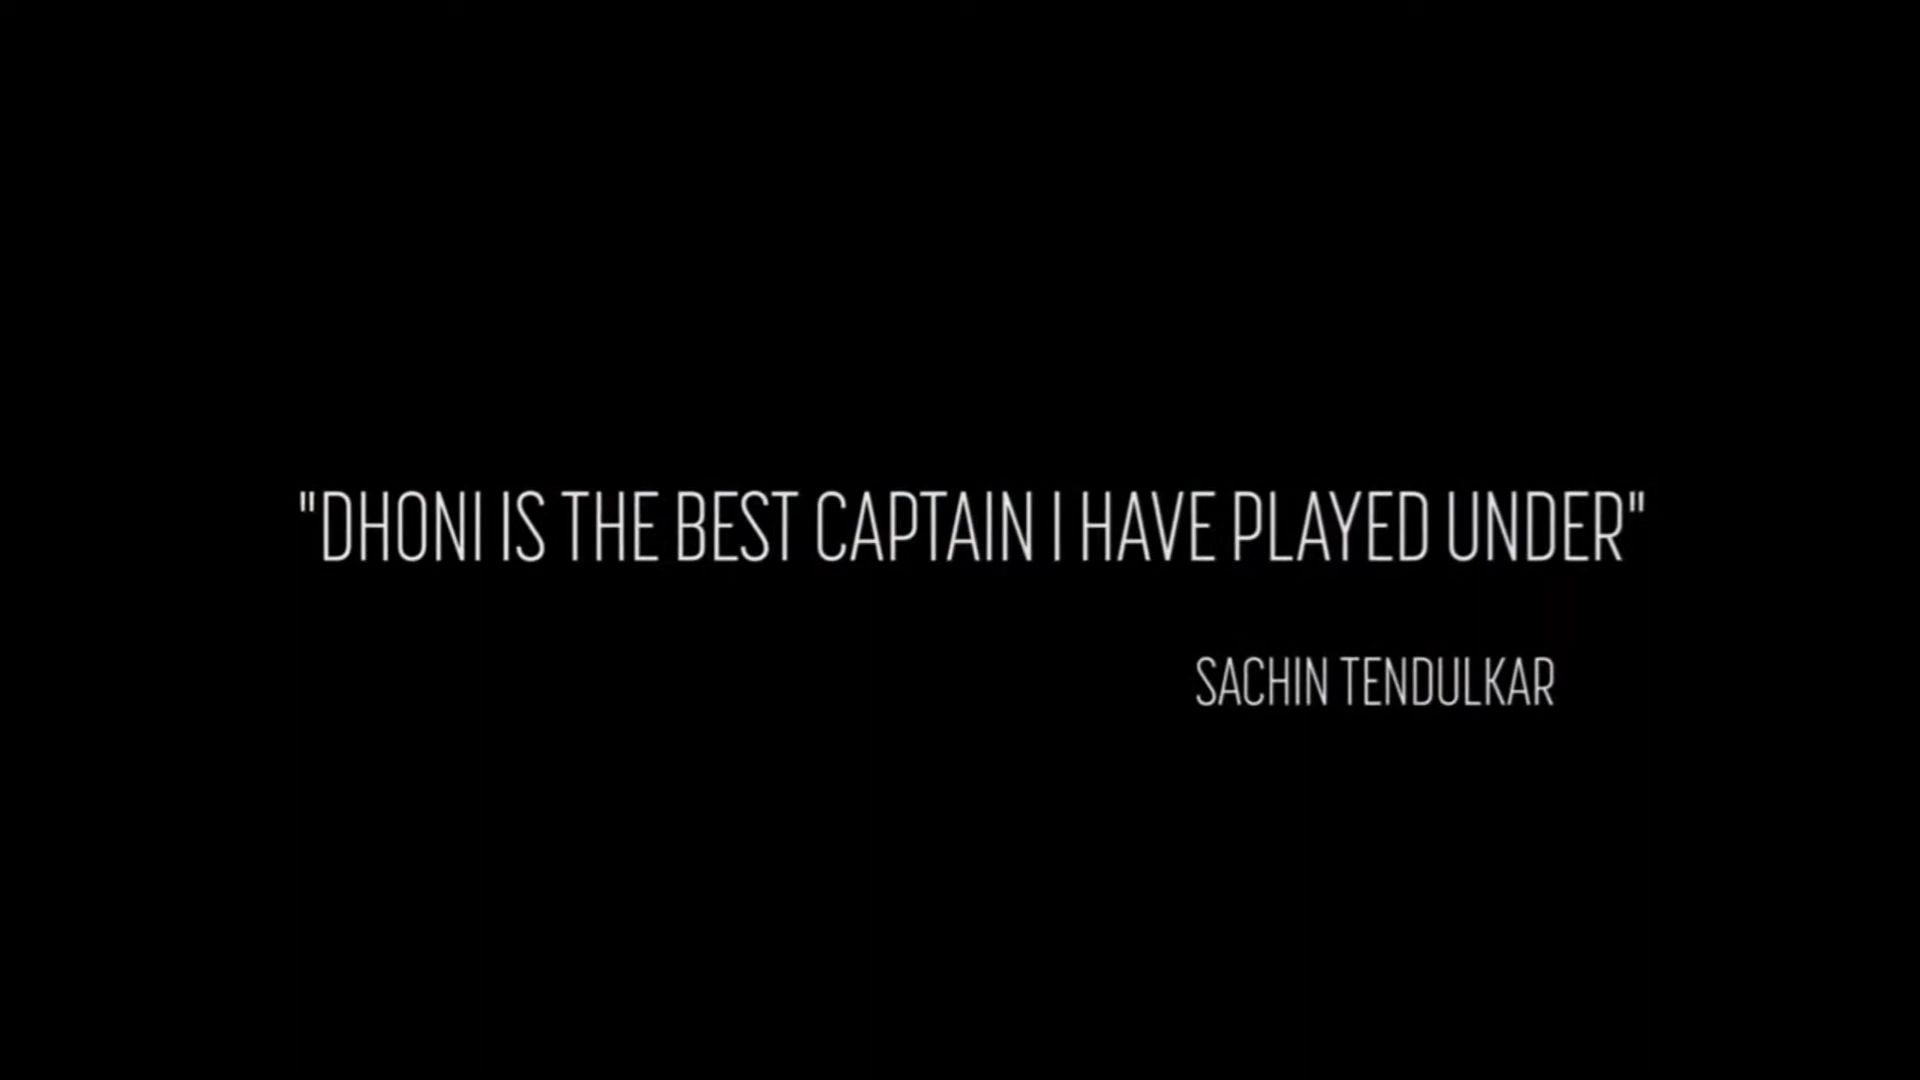 "DHONI IS THE BEST CAPTAIN I HAVE PLAYED UNDER"
SACHIN TENDULKAR